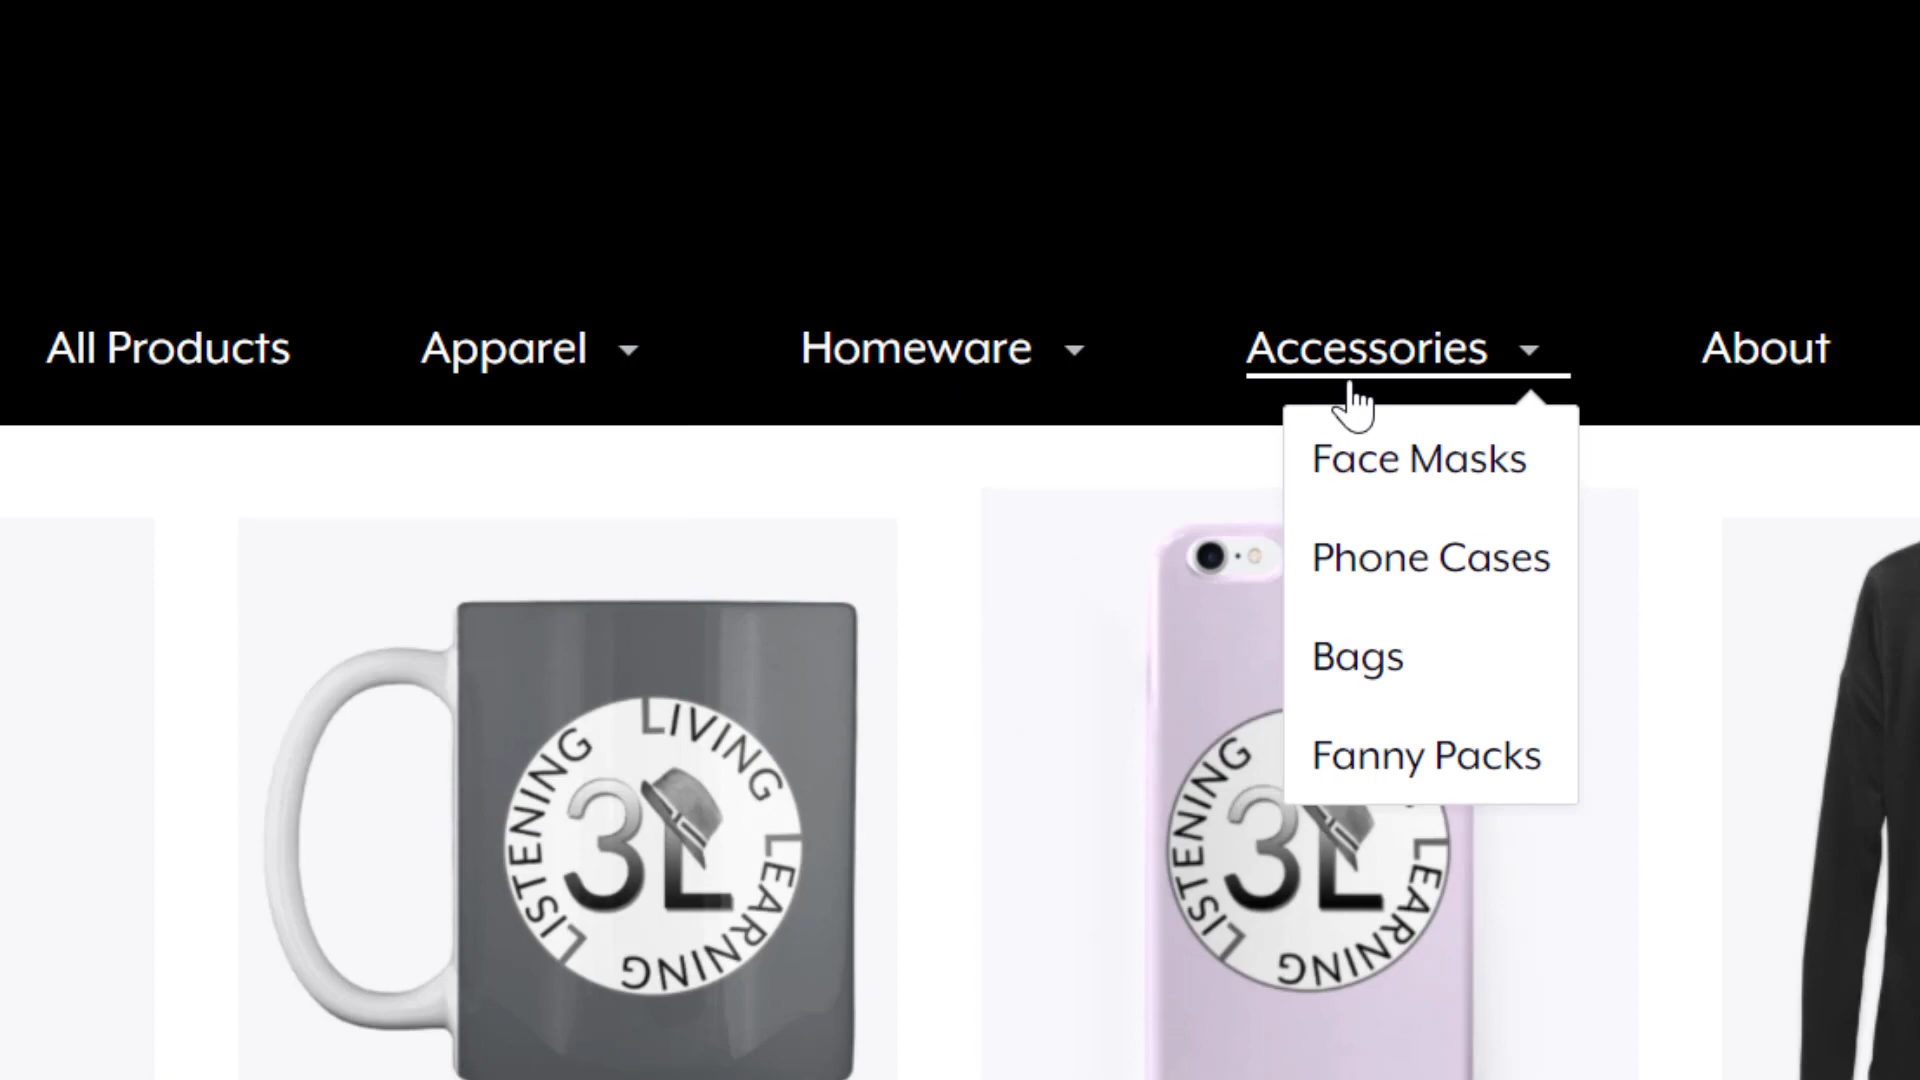 All Products
Apparel
Homeware
Accessories
About
Face Masks
Phone Cases
Bags
Fanny Packs
LISTENING LIVING LEARNING
3L
LISTENING LEARNING
3L